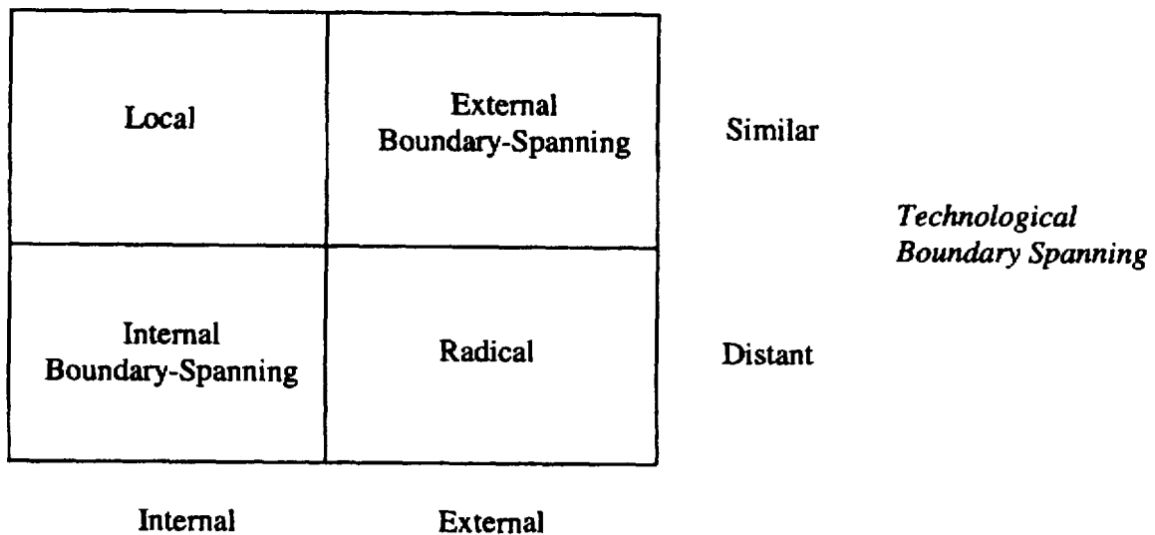 Local
External
Boundary-Spanning
Similar
Technological
Boundary Spanning
Internal
Boundary-Spanning
Radical
Distant
Internal
External